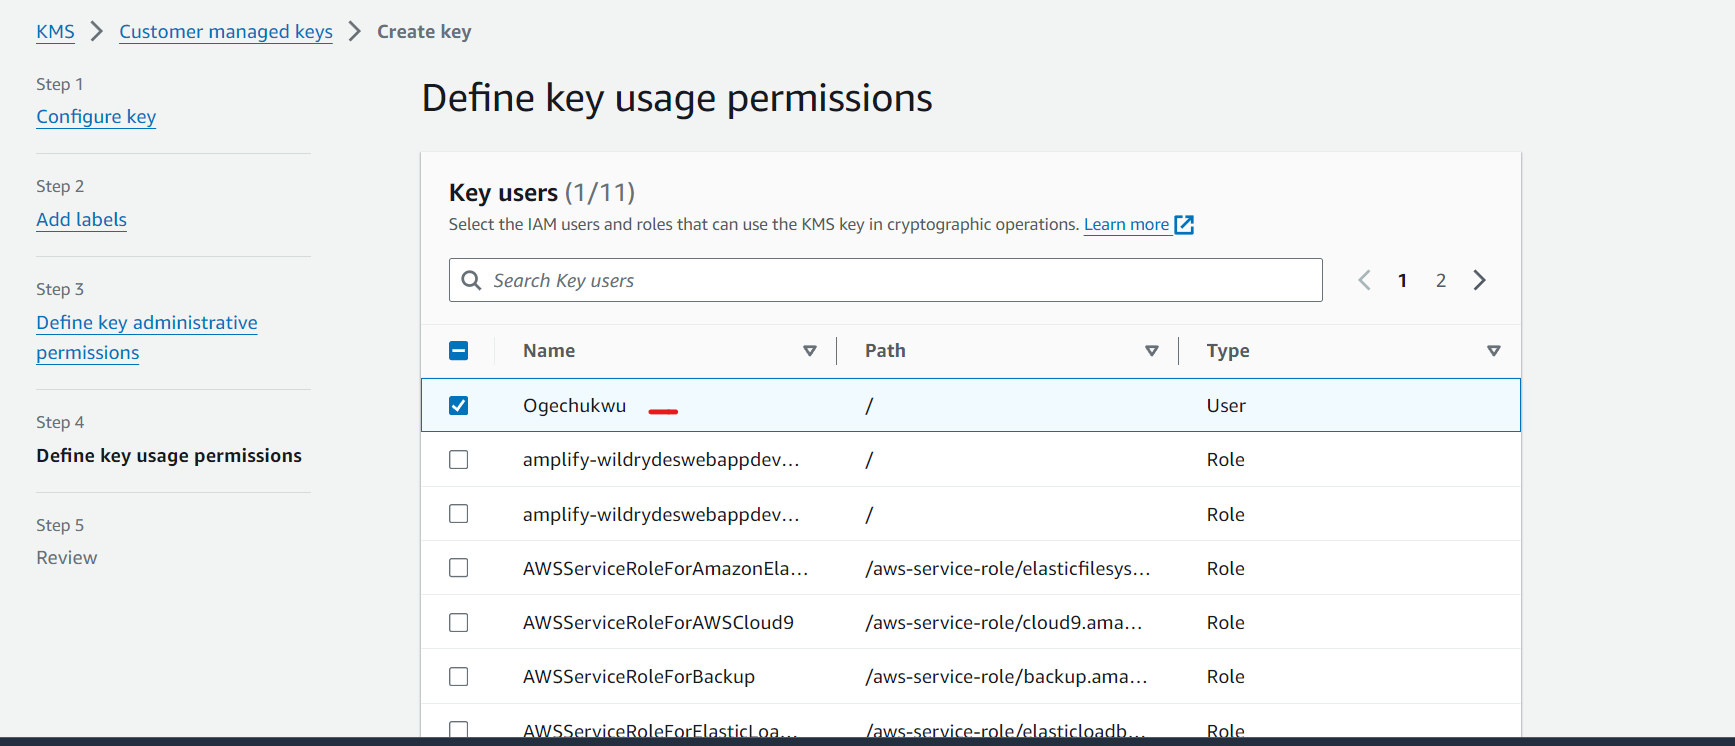 KMS > Customer managed keys > Create key
Step 1
Configure key
Step 2
Add labels
Step 3
Define key administrative
permissions
Step 4
Define key usage permissions
Step 5
Review
Define key usage permissions
Key users (1/11)
Select the IAM users and roles that can use the KMS key in cryptographic operations. Learn more
Search Key users
1 2
Name Path Type
Ogechukwu / User
amplify-wildrydeswebappdev... / Role
amplify-wildrydeswebappdev... / Role
AWSServiceRoleForAmazonEla... /aws-service-role/elasticfilesys... Role
AWSServiceRoleForAWSCloud9 /aws-service-role/cloud9.ama... Role
AWSServiceRoleForBackup /aws-service-role/backup.ama... Role
AWSServiceRoleForElasticLoa... /aws-service-role/elasticloadb... Role